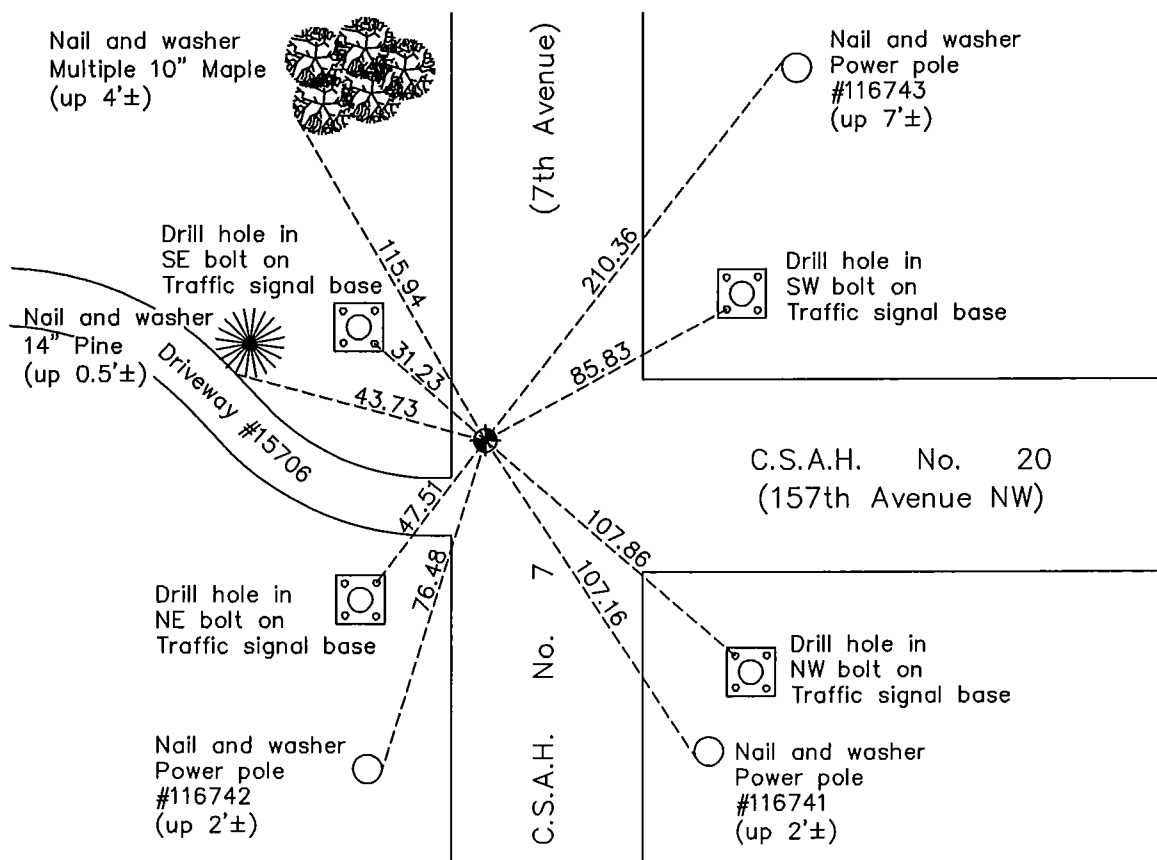 Nail and washer
Multiple 10" Maple
(up 4'±)
(7th Avenue)
Nail and washer
Power pole
#116743
(up 7'±)
Drill hole in
SE bolt on
Traffic signal base
115.94
210.36
Drill hole in
SW bolt on
Traffic signal base
Nail and washer
14" Pine
(up 0.5'±)
31.23
85.83
43.73
Driveway #15706
C.S.A.H. No. 20
(157th Avenue NW)
47.51
76.48
107.86
107.16
Drill hole in
NE bolt on
Traffic signal base
C.S.A.H. No. 7
Drill hole in
NW bolt on
Traffic signal base
Nail and washer
Power pole
#116742
(up 2'±)
Nail and washer
Power pole
#116741
(up 2'±)